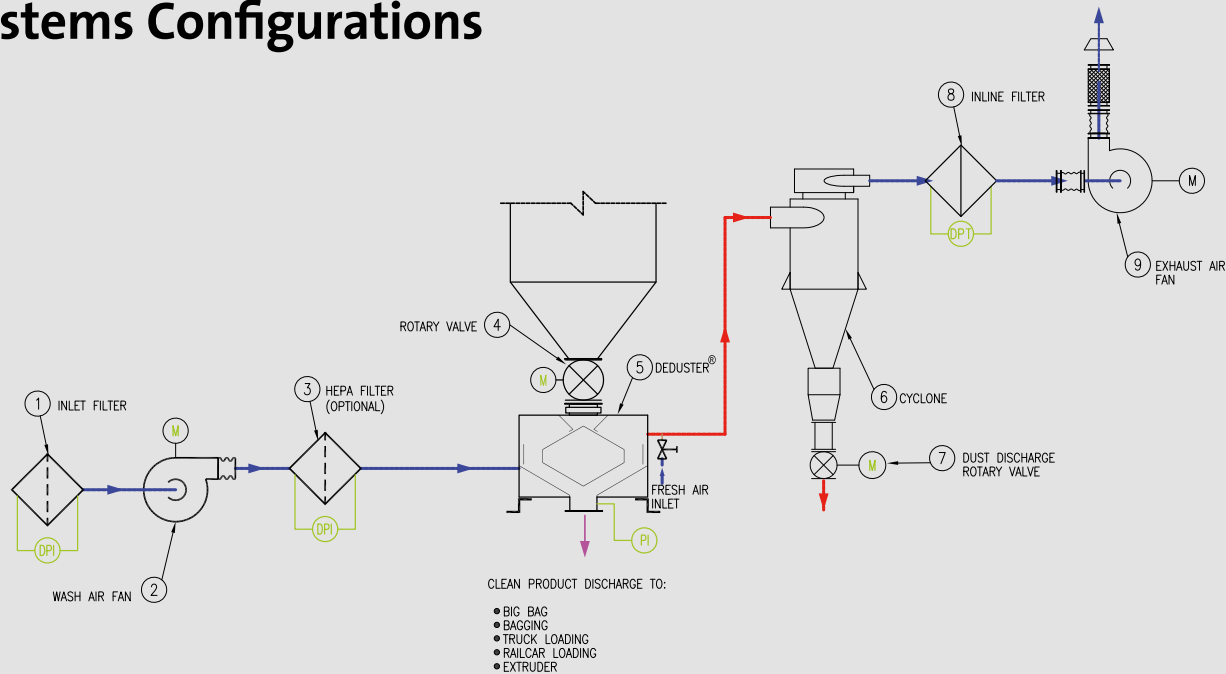 stems Configurations
8 INLINE FILTER
M
DPT
9 EXHAUST AIR
FAN
ROTARY VALVE 4
M
5 DEDUSTER®
6 CYCLONE
1 INLET FILTER
M
3 HEPA FILTER
(OPTIONAL)
7 DUST DISCHARGE
ROTARY VALVE
M
FRESH AIR
INLET
DPI
DPI
PI
WASH AIR FAN 2
CLEAN PRODUCT DISCHARGE TO:
• BIG BAG
• BAGGING
• TRUCK LOADING
• RAILCAR LOADING
• EXTRUDER